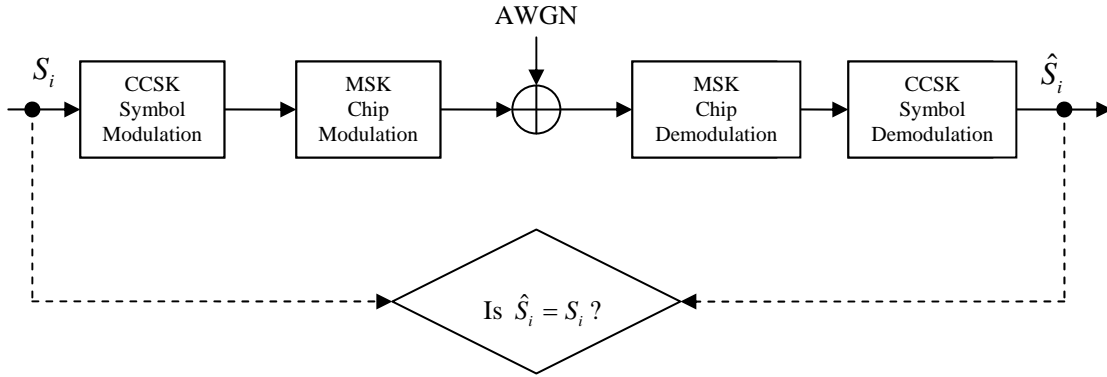 AWGN
S_i
CCSK
Symbol
Modulation
MSK
Chip
Modulation
MSK
Chip
Demodulation
CCSK
Symbol
Demodulation
Ŝ_i
Is Ŝ_i = S_i ?